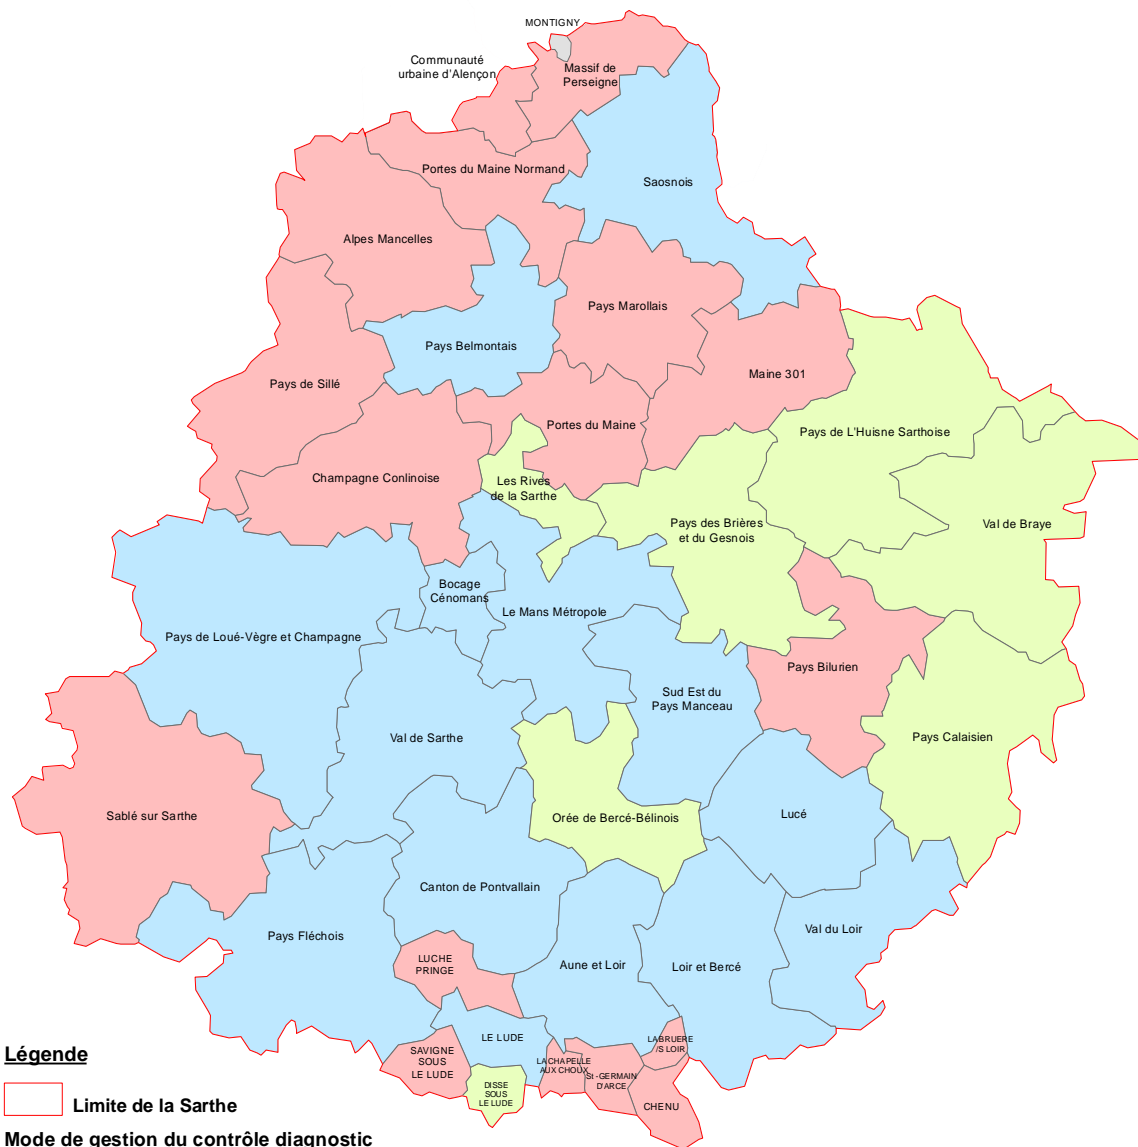 MONTIGNY
Communauté
urbaine d'Alençon
Massif de
Perseigne
Portes du Maine Normand
Saosnois
Alpes Mancelles
Pays Marollais
Pays Belmontais
Maine 301
Pays de Sillé
Portes du Maine
Pays de L'Huisne Sarthoise
Champagne Conlinoise
Les Rives
de la Sarthe
Pays des Brières
et du Gesnois
Val de Braye
Bocage
Cénomans
Le Mans Métropole
Pays de Loué-Vègre et Champagne
Pays Bilurien
Sud Est du
Pays Manceau
Val de Sarthe
Pays Calaisien
Sablé sur Sarthe
Orée de Bercé-Bélinois
Lucé
Canton de Pontvallain
Pays Fléchois
Val du Loir
LUCHE
PRINGE
Aune et Loir
Loir et Bercé
LE LUDE
LABRUERE
/S LOIR
SAVIGNE
SOUS
LE LUDE
LA CHAPELLE
AUX CHOUX
St-GERMAIN
D'ARCE
DISSE
SOUS
LE LUDE
CHENU
Légende
Limite de la Sarthe
Mode de gestion du contrôle diagnostic